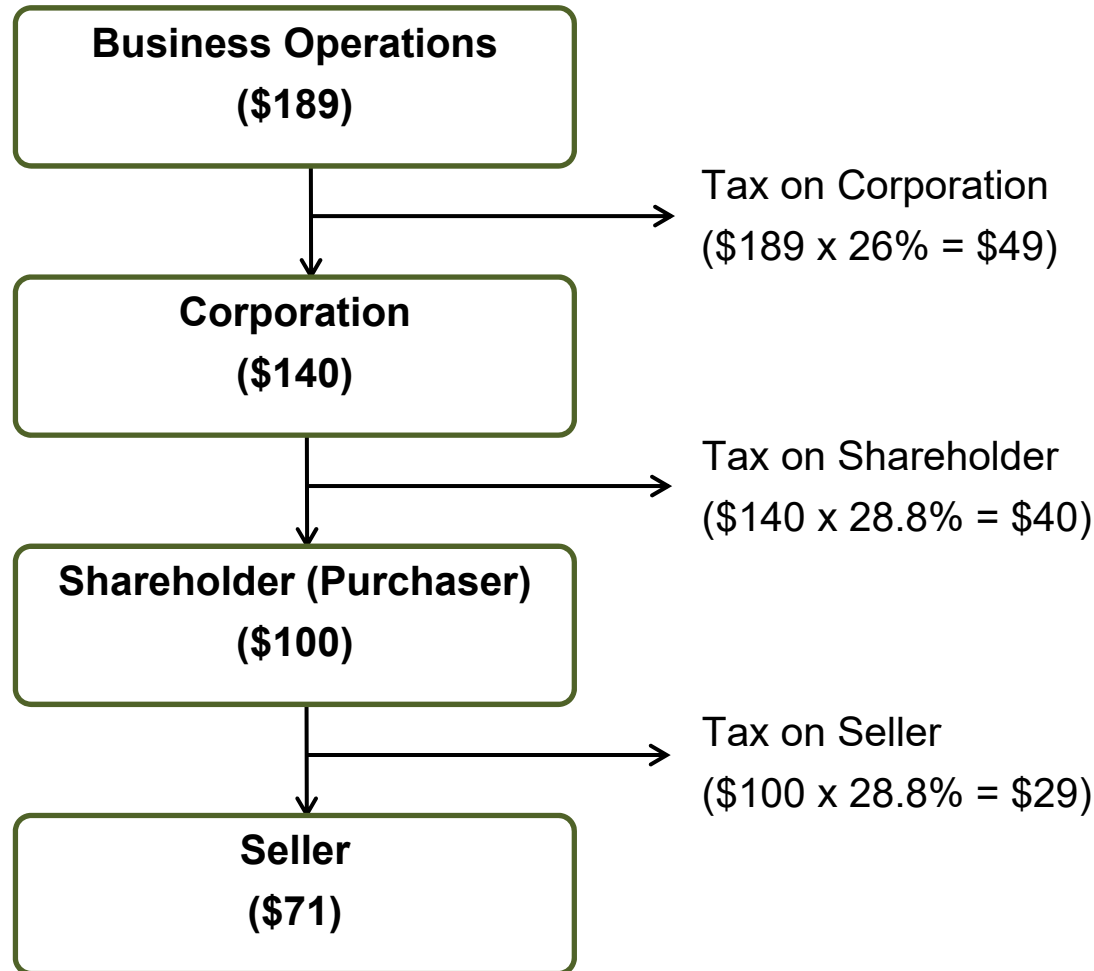 Business Operations
($189)
Tax on Corporation
($189 x 26% = $49)
Corporation
($140)
Tax on Shareholder
($140 x 28.8% = $40)
Shareholder (Purchaser)
($100)
Tax on Seller
($100 x 28.8% = $29)
Seller
($71)